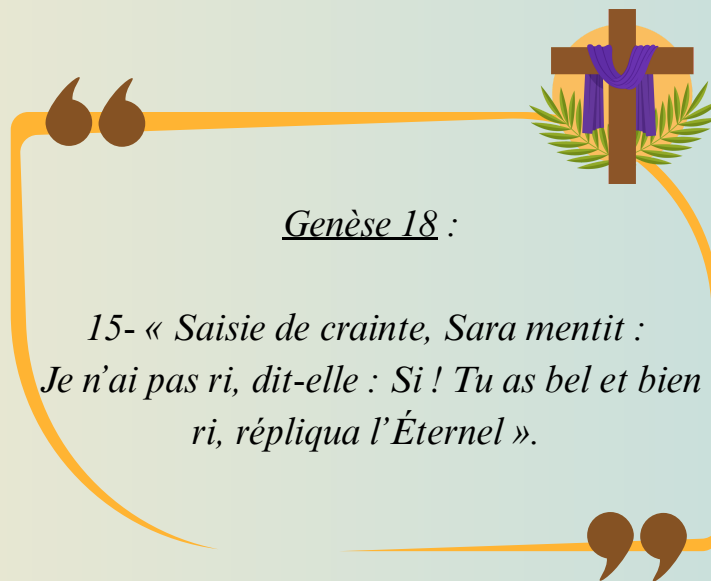 Genèse 18 :
15- « Saisie de crainte, Sara mentit :
Je n’ai pas ri, dit-elle : Si ! Tu as bel et bien
ri, répliqua l’Éternel ».